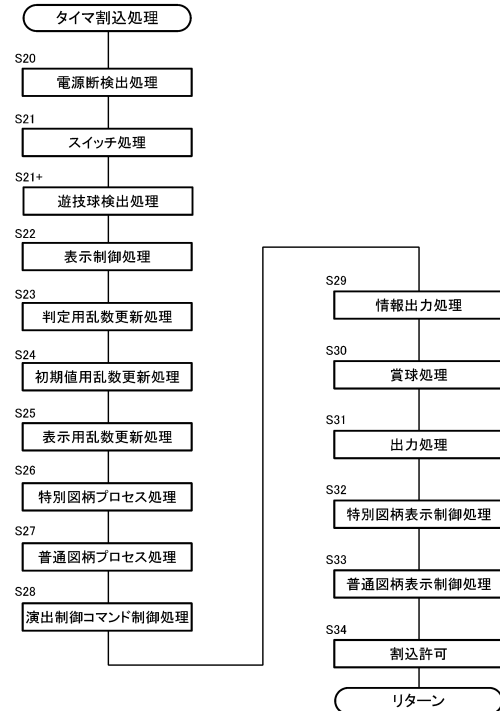 タイマ割込処理
S20
電源断検出処理
S21
スイッチ処理
S21+
遊技球検出処理
S22
表示制御処理
S23
判定用乱数更新処理
S24
初期値用乱数更新処理
S25
表示用乱数更新処理
S26
特別図柄プロセス処理
S27
普通図柄プロセス処理
S28
演出制御コマンド制御処理
S29
情報出力処理
S30
賞球処理
S31
出力処理
S32
特別図柄表示制御処理
S33
普通図柄表示制御処理
S34
割込許可
リターン